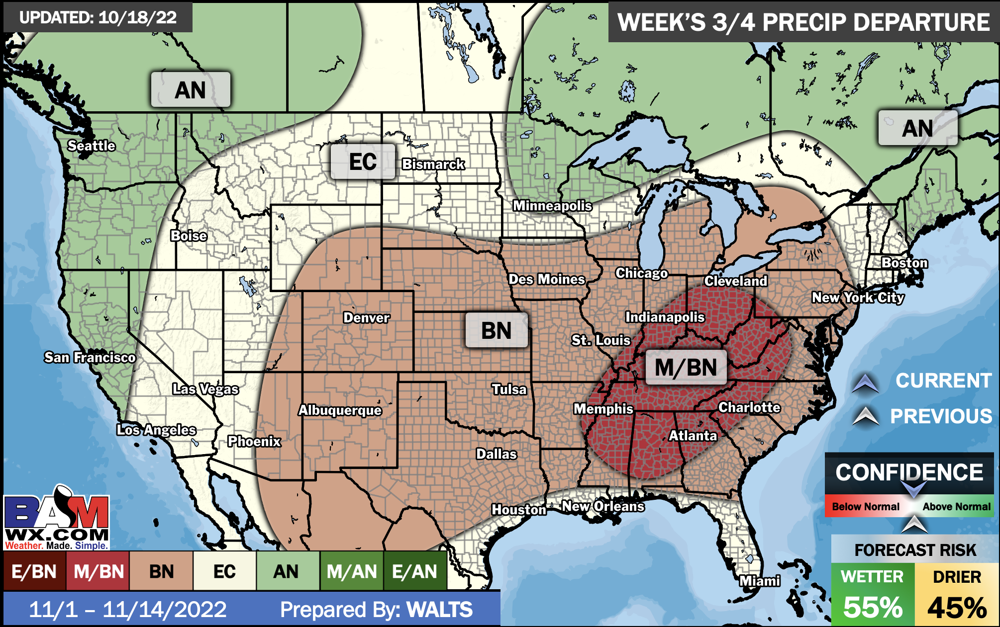 UPDATED: 10/18/22
WEEK'S 3/4 PRECIP DEPARTURE
AN
AN
Seattle
EC
Bismarck
Minneapolis
Boise
Boston
Des Moines
Chicago
Cleveland
New York City
Denver
BN
Indianapolis
St. Louis
San Francisco
M/BN
Las Vegas
Tulsa
CURRENT
Albuquerque
Memphis
Charlotte
PREVIOUS
Los Angeles
Phoenix
Atlanta
Dallas
CONFIDENCE
Houston
New Orleans
Below Normal
Above Normal
BAM
WX.COM
Weather. Made. Simple.
FORECAST RISK
E/BN
M/BN
BN
EC
AN
M/AN
E/AN
Miami
WETTER
DRIER
55%
45%
11/1 – 11/14/2022
Prepared By: WALTS